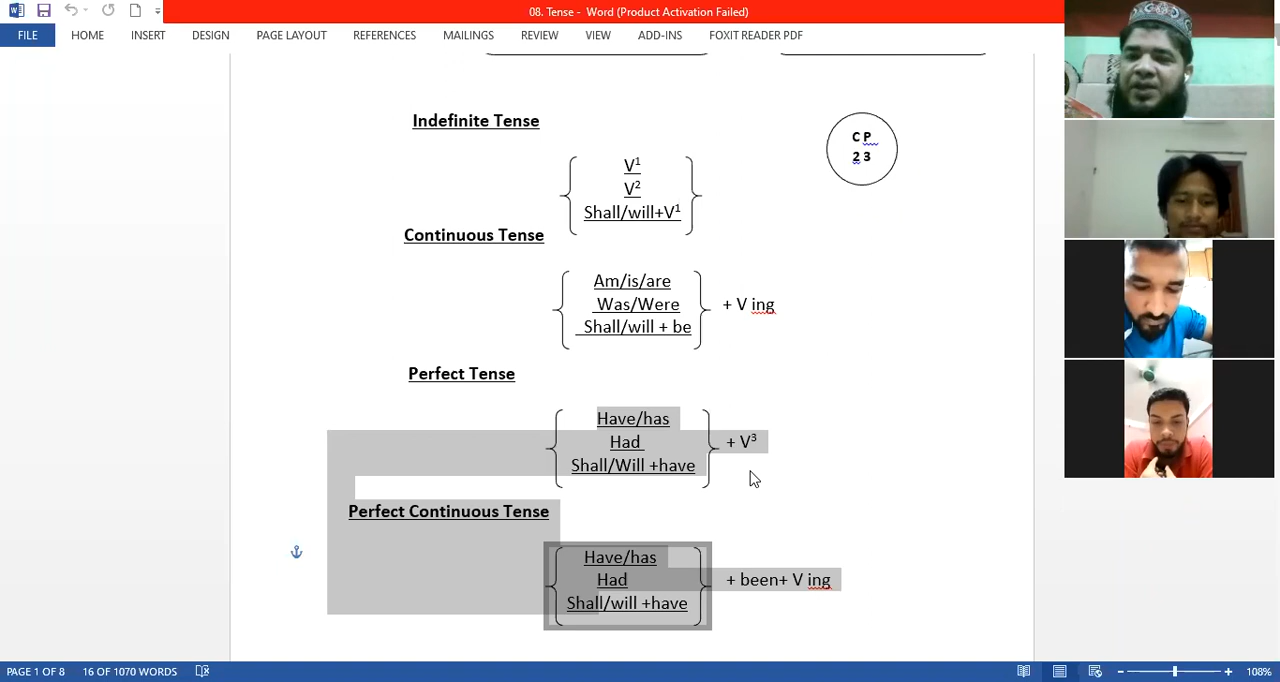 08. Tense - Word (Product Activation Failed)
FILE HOME INSERT DESIGN PAGE LAYOUT REFERENCES MAILINGS REVIEW VIEW ADD-INS FOXIT READER PDF
Indefinite Tense
C P
2 3
V¹
V²
Shall/will+V¹
Continuous Tense
Am/is/are
Was/Were + V ing
Shall/will + be
Perfect Tense
Have/has
Had + V³
Shall/Will +have
Perfect Continuous Tense
Have/has
Had + been+ V ing
Shall/will +have
PAGE 1 OF 8 16 OF 1070 WORDS 108%